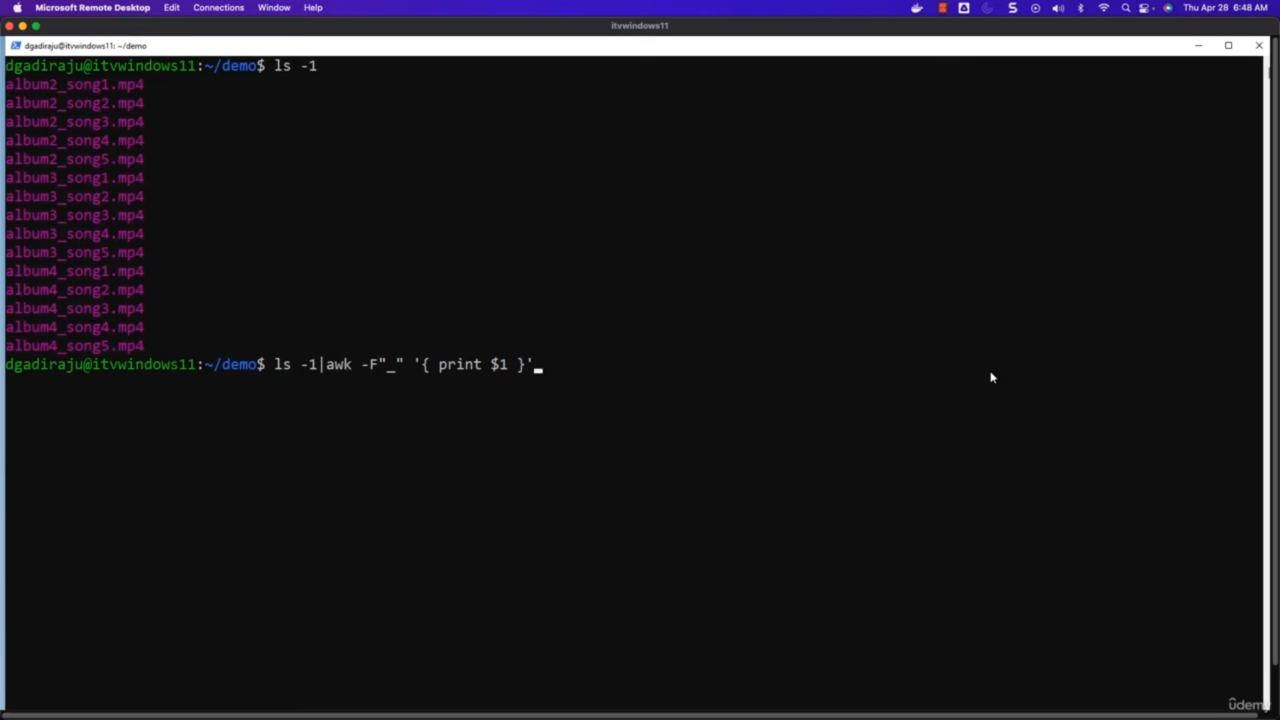 Microsoft Remote Desktop Edit Connections Window Help Thu Apr 28 6:48 AM
itvwindows11
dgadiraju@itvwindows11: ~/demo
dgadiraju@itvwindows11:~/demo$ ls -1
album2_song1.mp4
album2_song2.mp4
album2_song3.mp4
album2_song4.mp4
album2_song5.mp4
album3_song1.mp4
album3_song2.mp4
album3_song3.mp4
album3_song4.mp4
album3_song5.mp4
album4_song1.mp4
album4_song2.mp4
album4_song3.mp4
album4_song4.mp4
album4_song5.mp4
dgadiraju@itvwindows11:~/demo$ ls -1|awk -F"_" '{ print $1 }'
ûdemy